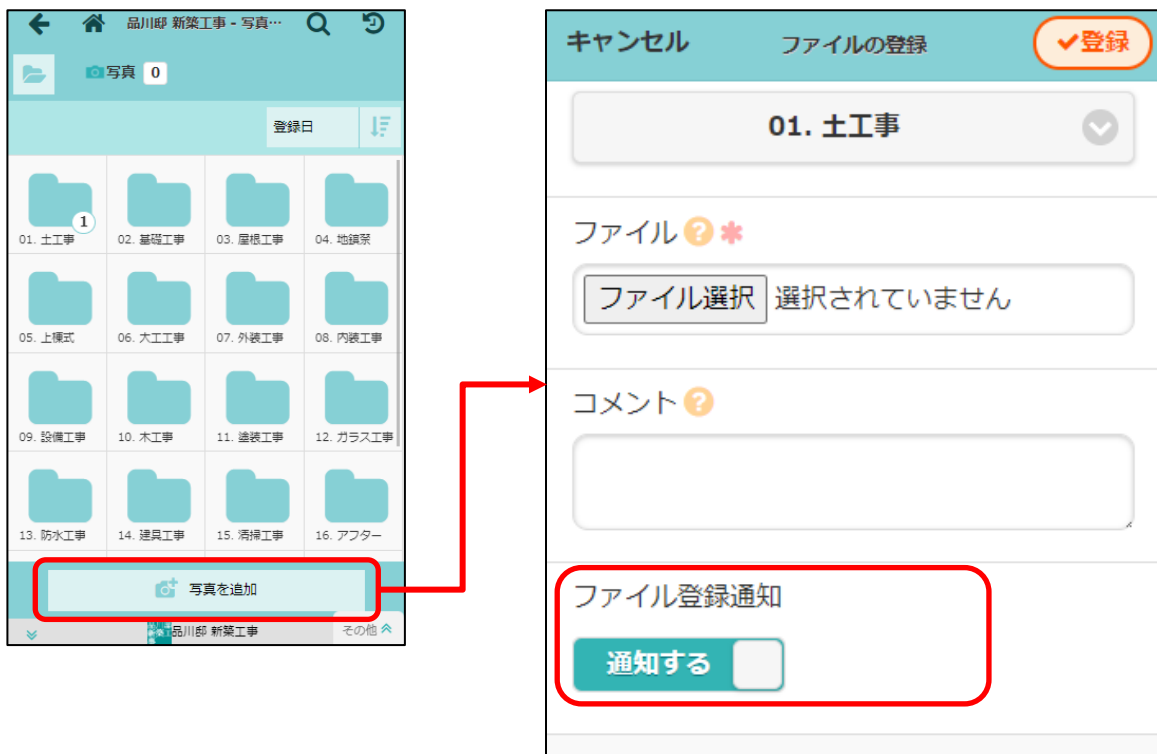 品川邸 新築工事 - 写真…
写真 0
登録日
1
01. 土工事
02. 基礎工事
03. 屋根工事
04. 地鎮祭
05. 上棟式
06. 大工工事
07. 外装工事
08. 内装工事
09. 設備工事
10. 木工事
11. 塗装工事
12. ガラス工事
13. 防水工事
14. 建具工事
15. 清掃工事
16. アフター
写真を追加
品川邸 新築工事
その他
キャンセル
ファイルの登録
登録
01. 土工事
ファイル
ファイル選択 選択されていません
コメント
ファイル登録通知
通知する